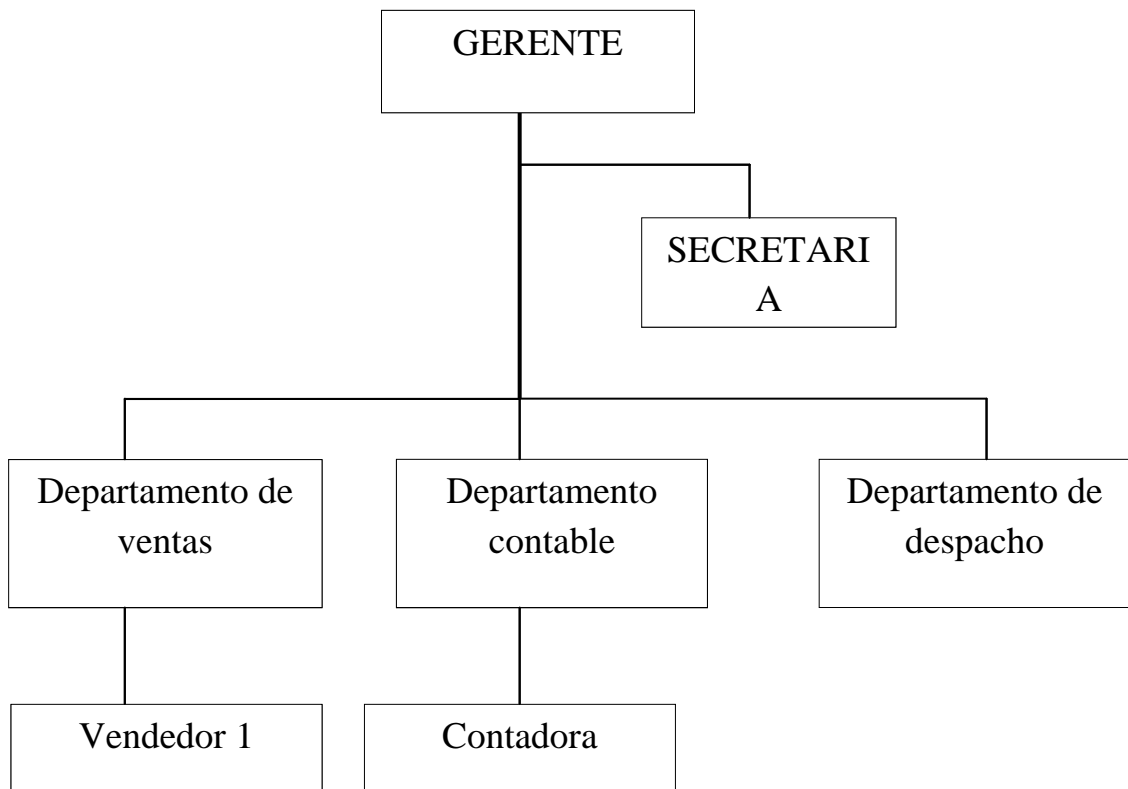 GERENTE
SECRETARI
A
Departamento de
ventas
Departamento
contable
Departamento de
despacho
Vendedor 1
Contadora